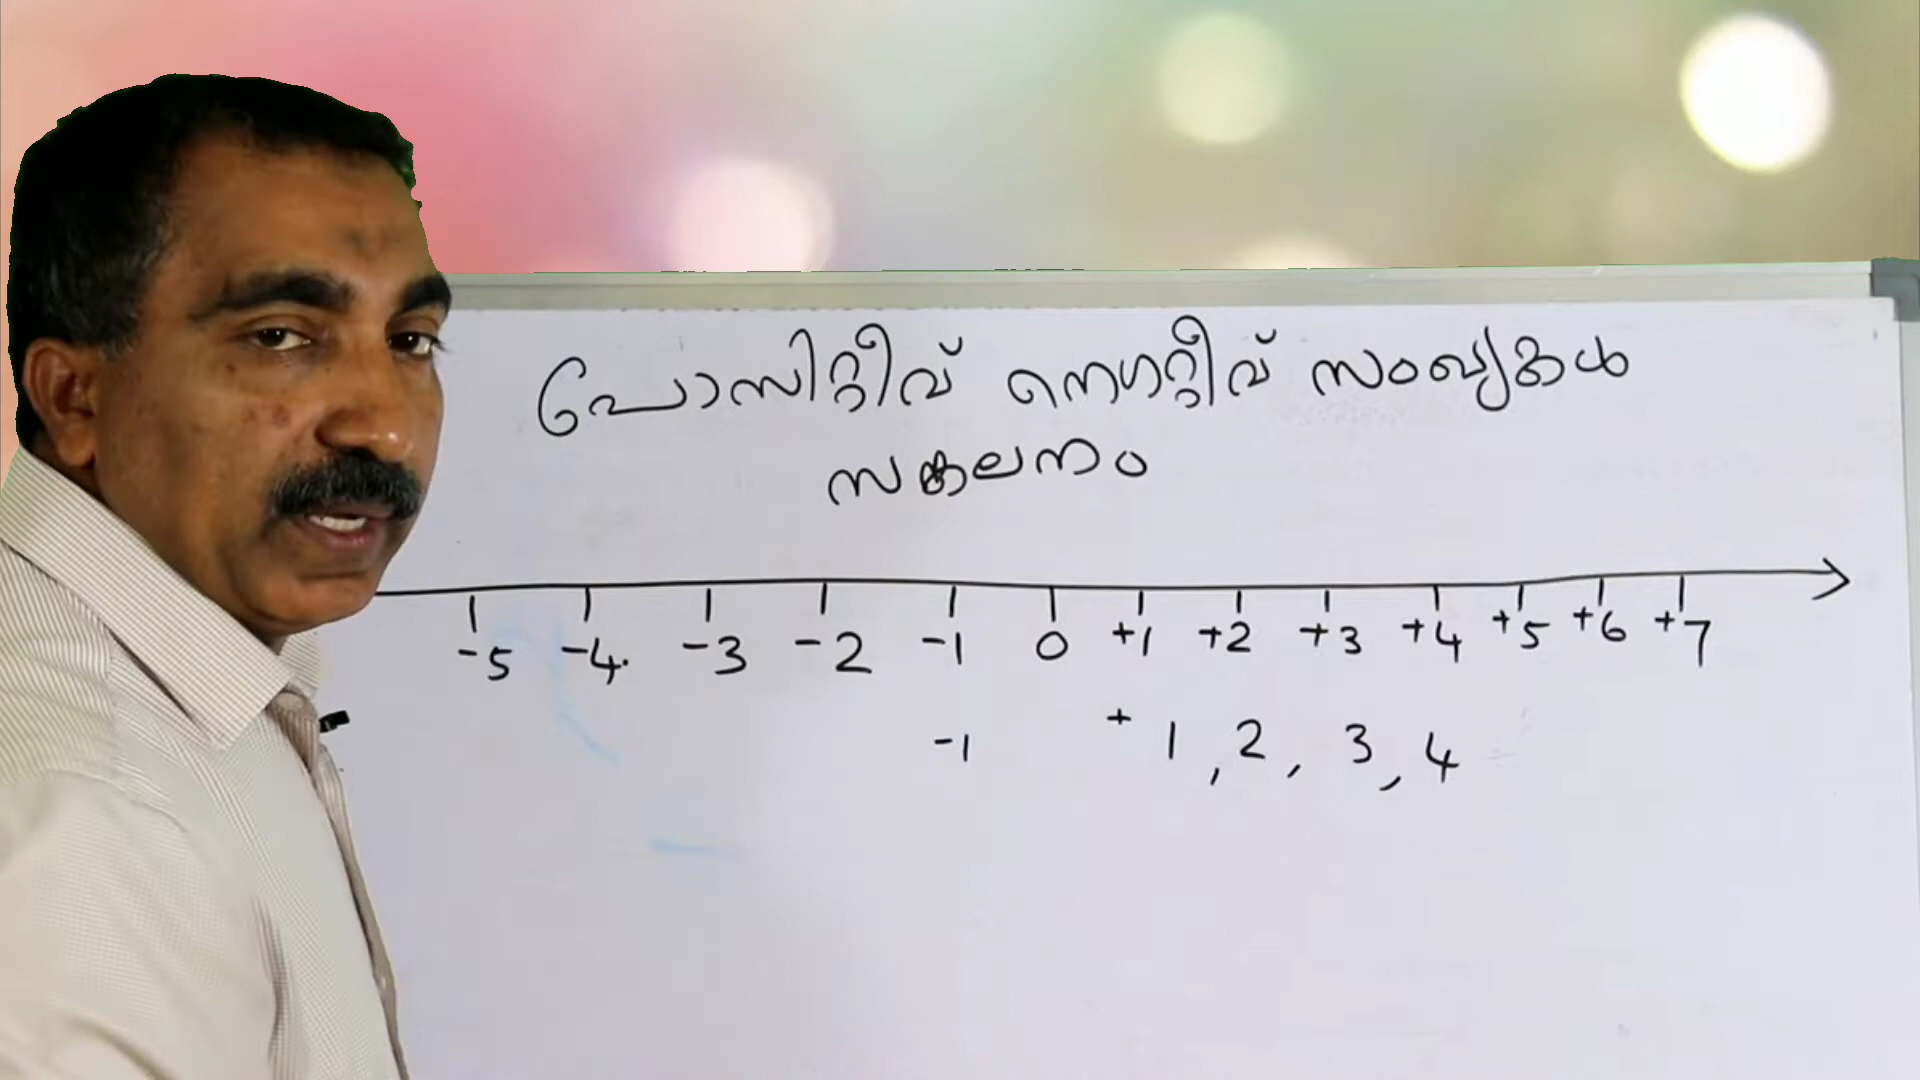 പോസിറ്റീവ് നെഗറ്റീവ് സംഖ്യകൾ
സങ്കലനം
-5 -4. -3 -2 -1 0 +1 +2 +3 +4 +5 +6 +7
-1 + 1 , 2 , 3 , 4